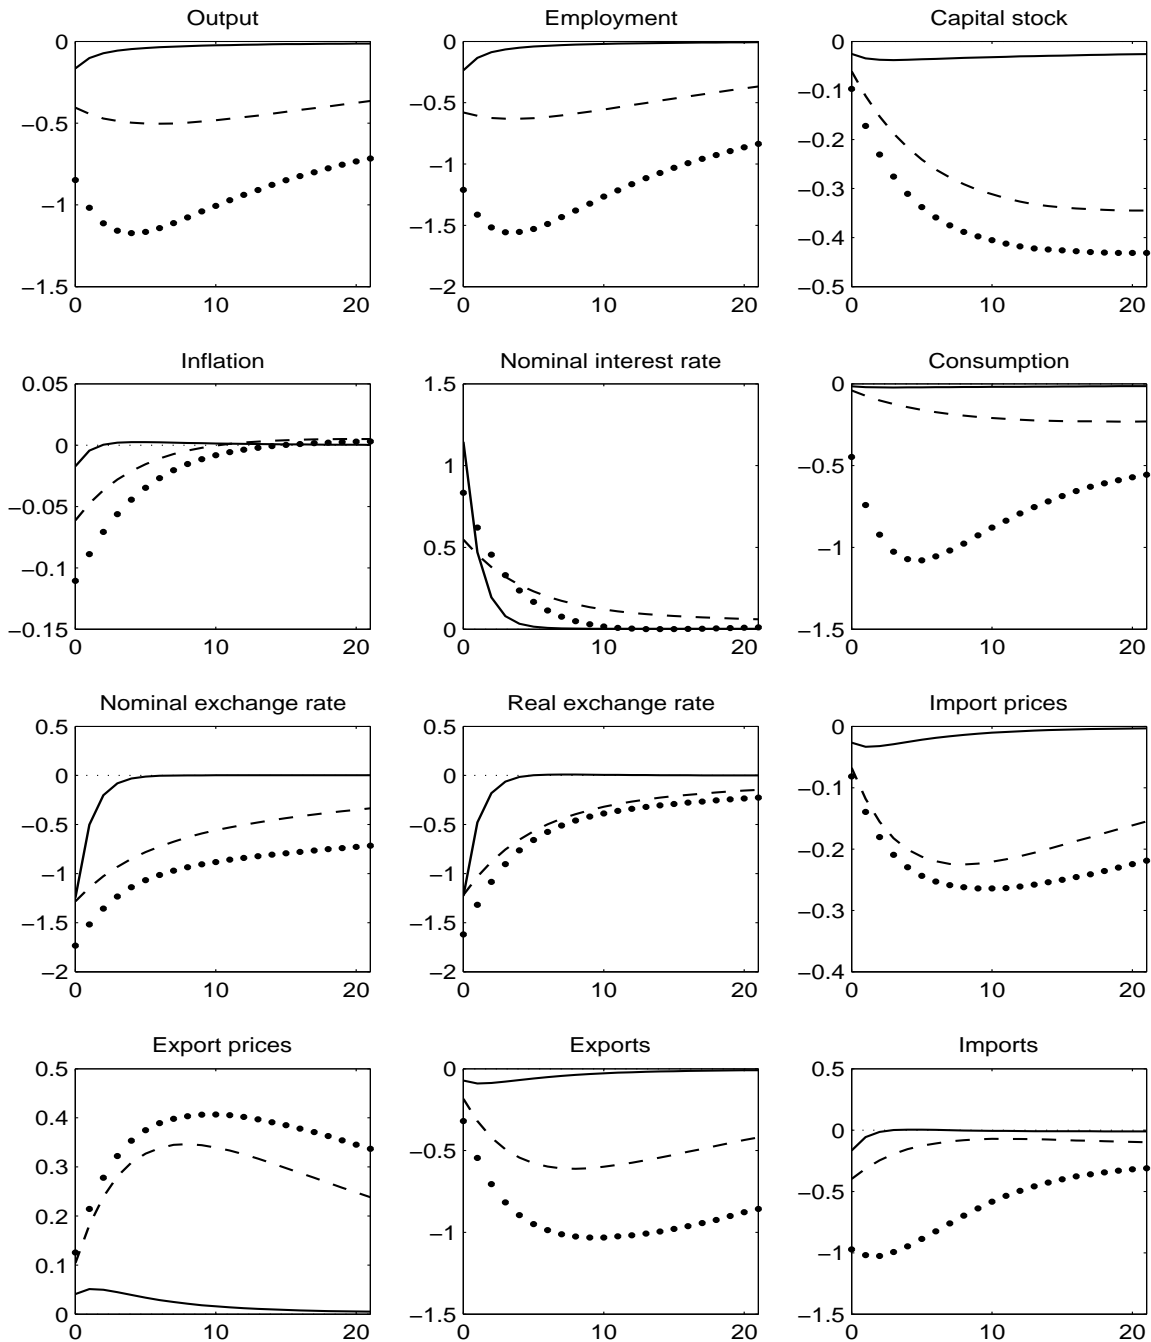 Output
Employment
Capital stock
0
−0.5
−1
−1.5
0 10 20
0
−0.5
−1
−1.5
−2
0 10 20
0
−0.1
−0.2
−0.3
−0.4
−0.5
0 10 20
Inflation
Nominal interest rate
Consumption
0.05
0
−0.05
−0.1
−0.15
0 10 20
1.5
1
0.5
0
0 10 20
0
−0.5
−1
−1.5
0 10 20
Nominal exchange rate
Real exchange rate
Import prices
0.5
0
−0.5
−1
−1.5
−2
0 10 20
0.5
0
−0.5
−1
−1.5
−2
0 10 20
0
−0.1
−0.2
−0.3
−0.4
0 10 20
Export prices
Exports
Imports
0.5
0.4
0.3
0.2
0.1
0
0 10 20
0
−0.5
−1
−1.5
0 10 20
0.5
0
−0.5
−1
−1.5
0 10 20